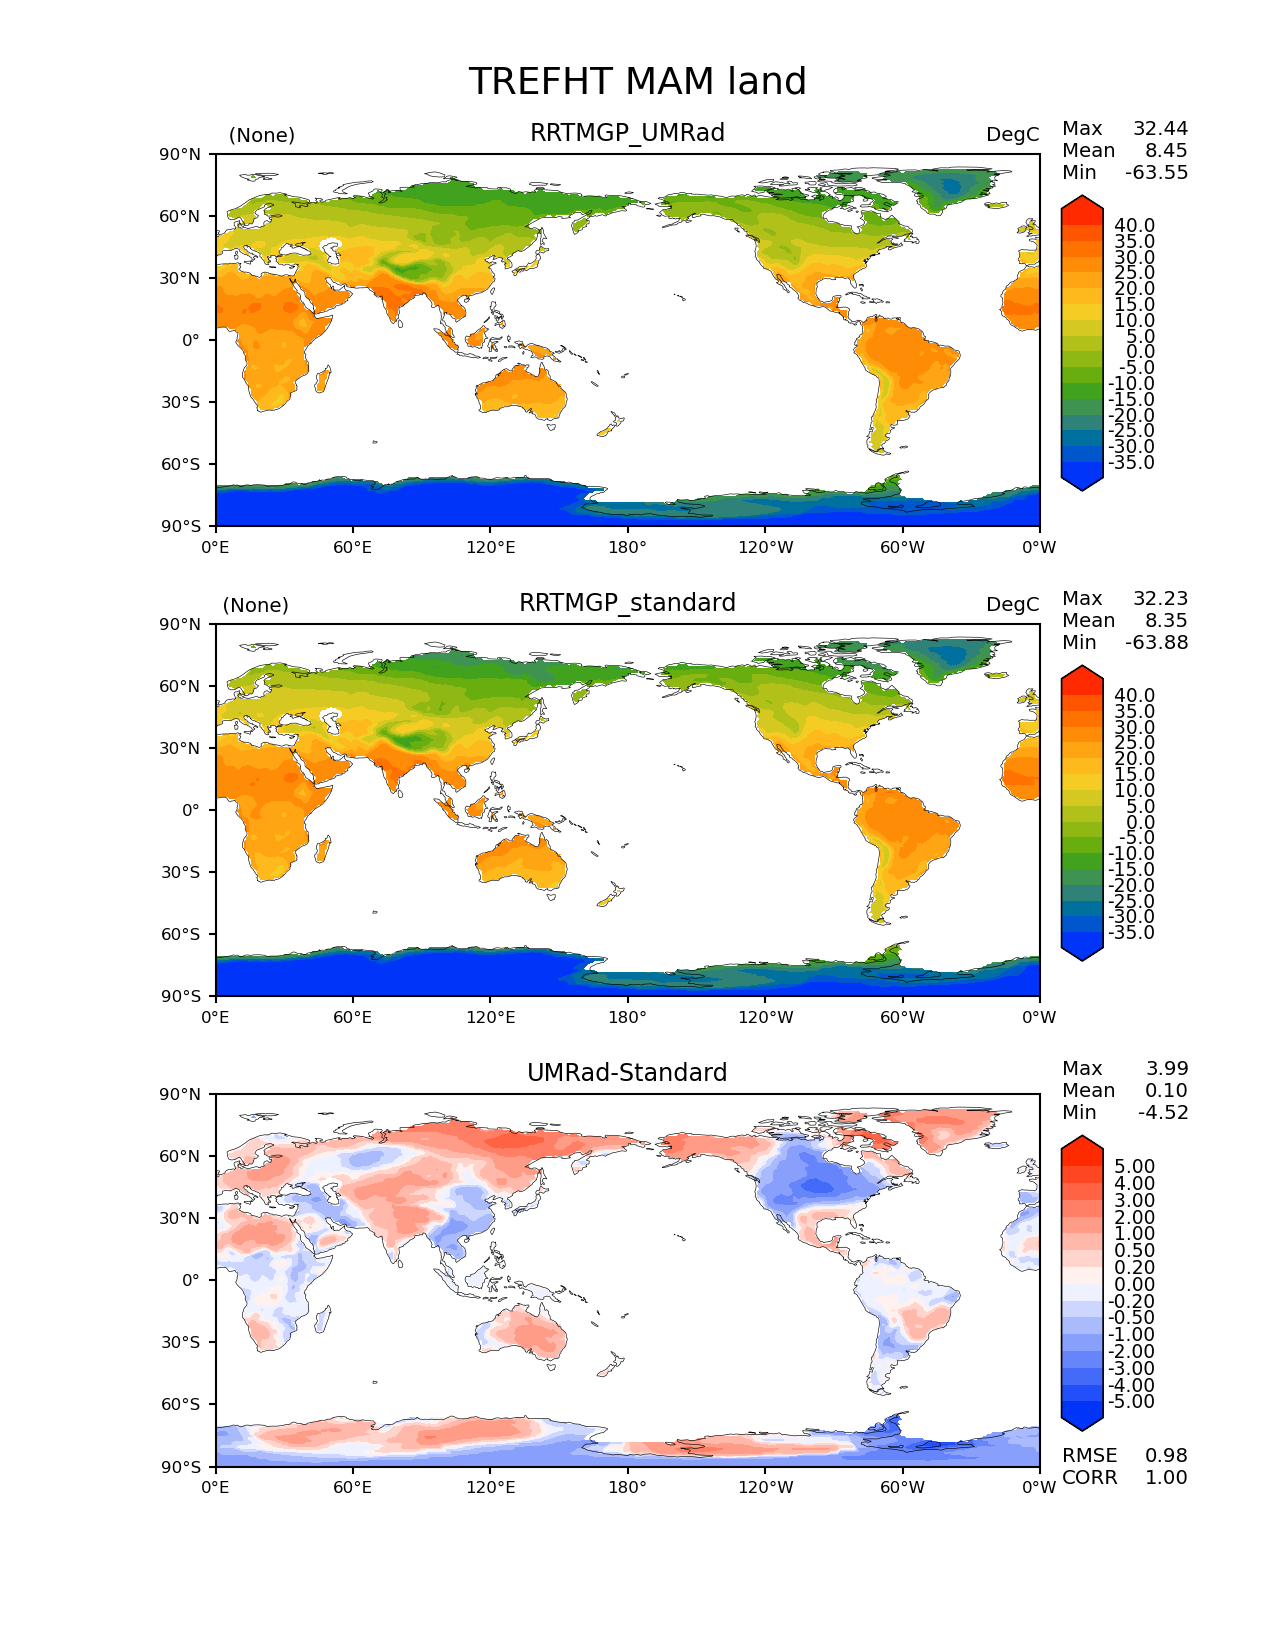 TREFHT MAM land
(None) RRTMGP_UMRad DegC
Max 32.44
Mean 8.45
Min -63.55
90°N
60°N
30°N
0°
30°S
60°S
90°S
0°E 60°E 120°E 180° 120°W 60°W 0°W
40.0
35.0
30.0
25.0
20.0
15.0
10.0
5.0
0.0
-5.0
-10.0
-15.0
-20.0
-25.0
-30.0
-35.0
(None) RRTMGP_standard DegC
Max 32.23
Mean 8.35
Min -63.88
90°N
60°N
30°N
0°
30°S
60°S
90°S
0°E 60°E 120°E 180° 120°W 60°W 0°W
40.0
35.0
30.0
25.0
20.0
15.0
10.0
5.0
0.0
-5.0
-10.0
-15.0
-20.0
-25.0
-30.0
-35.0
UMRad-Standard
Max 3.99
Mean 0.10
Min -4.52
90°N
60°N
30°N
0°
30°S
60°S
90°S
0°E 60°E 120°E 180° 120°W 60°W 0°W
5.00
4.00
3.00
2.00
1.00
0.50
0.20
0.00
-0.20
-0.50
-1.00
-2.00
-3.00
-4.00
-5.00
RMSE 0.98
CORR 1.00